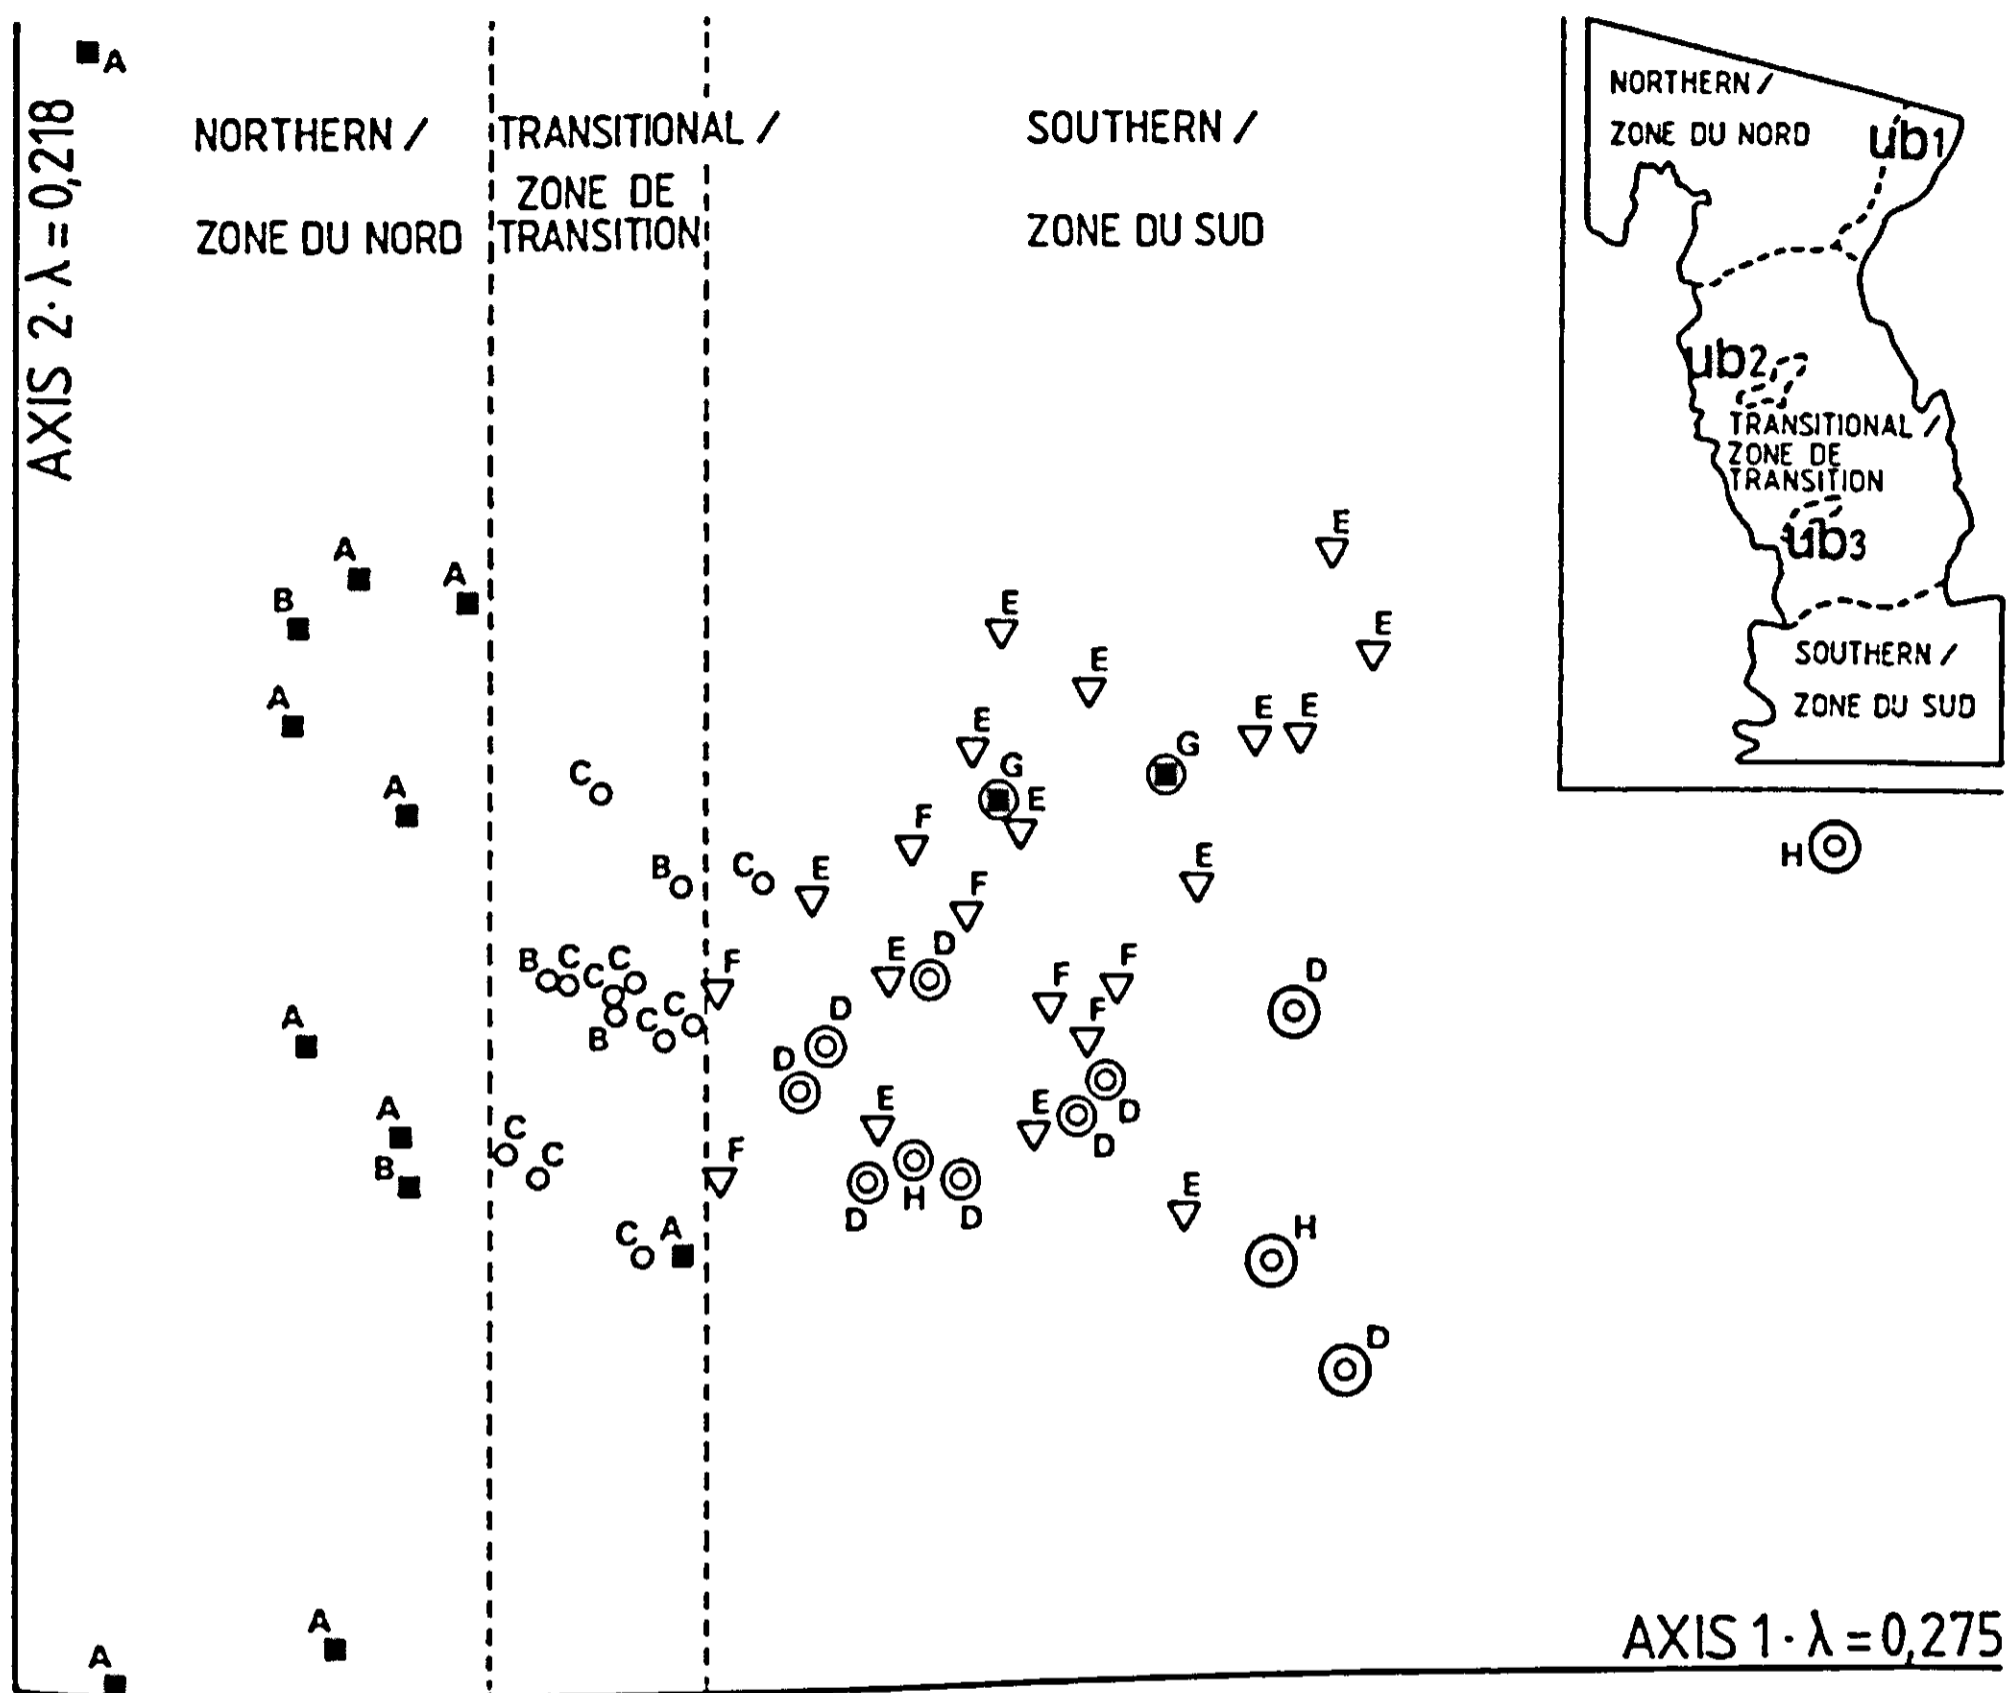 AXIS 2·λ=0,218
NORTHERN /
ZONE DU NORD
TRANSITIONAL /
ZONE DE
TRANSITION
SOUTHERN /
ZONE DU SUD
NORTHERN /
ZONE DU NORD
ub1
ub2
TRANSITIONAL /
ZONE DE
TRANSITION
ub3
SOUTHERN /
ZONE DU SUD
A
E
A
A
B
E
E
E
A
E
E
E
G
C
A
G
E
F
B
C
E
E
F
B
C
C
C
F
E
D
F
F
D
A
B
C
C
D
D
F
D
D
A
B
C
C
F
E
E
D
H
D
E
C
A
H
D
H
A
A
AXIS 1·λ=0,275